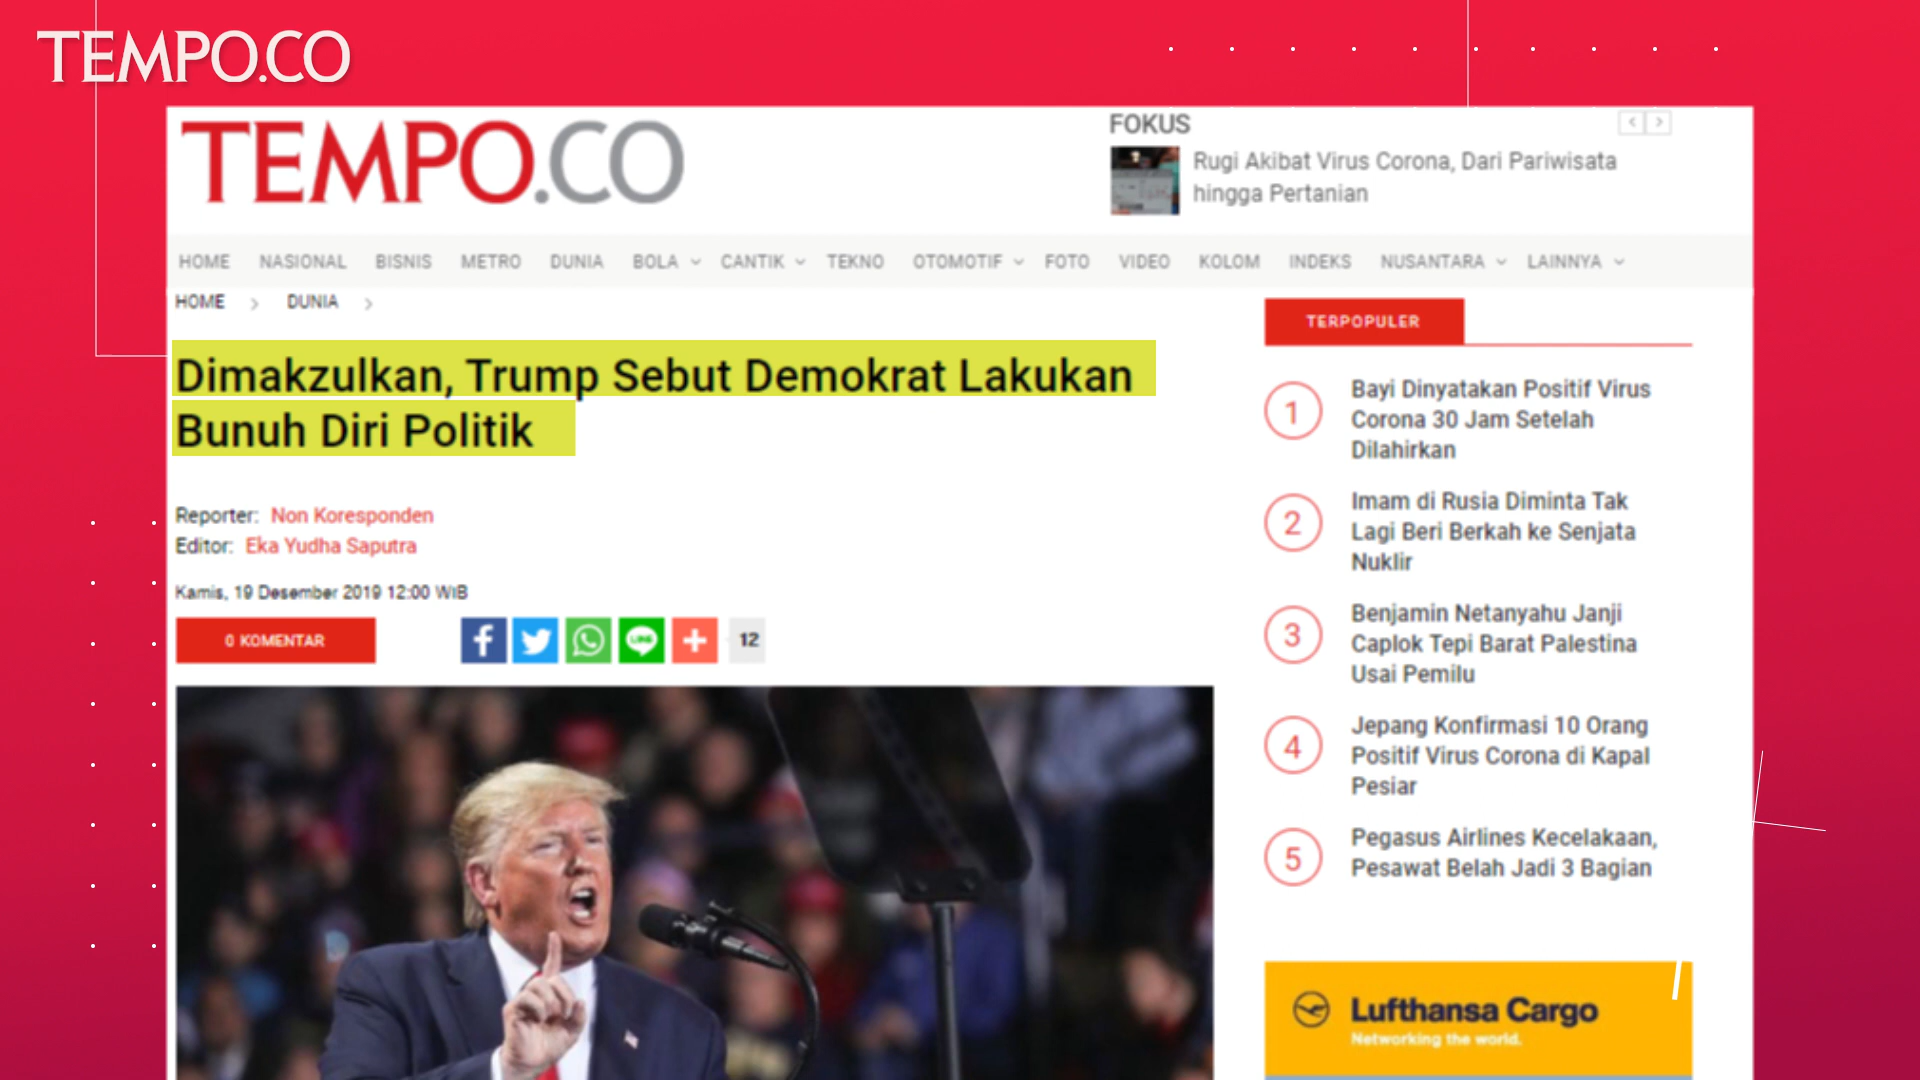 TEMPO.CO
TEMPO.CO
FOKUS
Rugi Akibat Virus Corona, Dari Pariwisata
hingga Pertanian
HOME NASIONAL BISNIS METRO DUNIA BOLA CANTIK TEKNO OTOMOTIF FOTO VIDEO KOLOM INDEKS NUSANTARA LAINNYA
HOME > DUNIA >
Dimakzulkan, Trump Sebut Demokrat Lakukan
Bunuh Diri Politik
Reporter: Non Koresponden
Editor: Eka Yudha Saputra
Kamis, 19 Desember 2019 12:00 WIB
0 KOMENTAR
LINE
12
TERPOPULER
1
Bayi Dinyatakan Positif Virus
Corona 30 Jam Setelah
Dilahirkan
2
Imam di Rusia Diminta Tak
Lagi Beri Berkah ke Senjata
Nuklir
3
Benjamin Netanyahu Janji
Caplok Tepi Barat Palestina
Usai Pemilu
4
Jepang Konfirmasi 10 Orang
Positif Virus Corona di Kapal
Pesiar
5
Pegasus Airlines Kecelakaan,
Pesawat Belah Jadi 3 Bagian
Lufthansa Cargo
Networking the world.